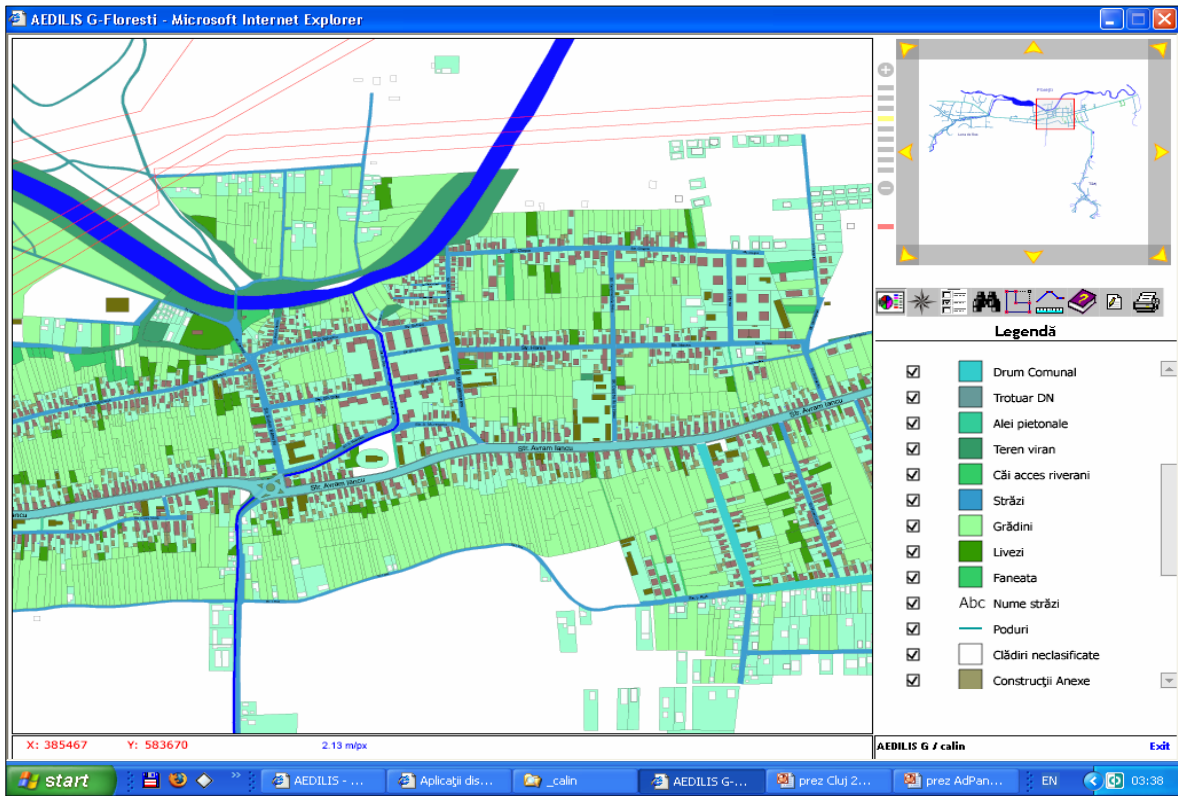 AEDILIS G-Floresti - Microsoft Internet Explorer
Str. Avram Iancu
Str. Avram Iancu
Str. Avram Iancu
Iancu
Legendă
Drum Comunal
Trotuar DN
Alei pietonale
Teren viran
Căi acces riverani
Străzi
Grădini
Livezi
Faneata
Abc Nume străzi
Poduri
Clădiri neclasificate
Construcţii Anexe
X: 385467 Y: 583670 2.13 m/px
AEDILIS G / calin Exit
start
AEDILIS - ...
Aplicaţii dis...
_calin
AEDILIS G-...
prez Cluj 2...
prez AdPan...
EN
03:38